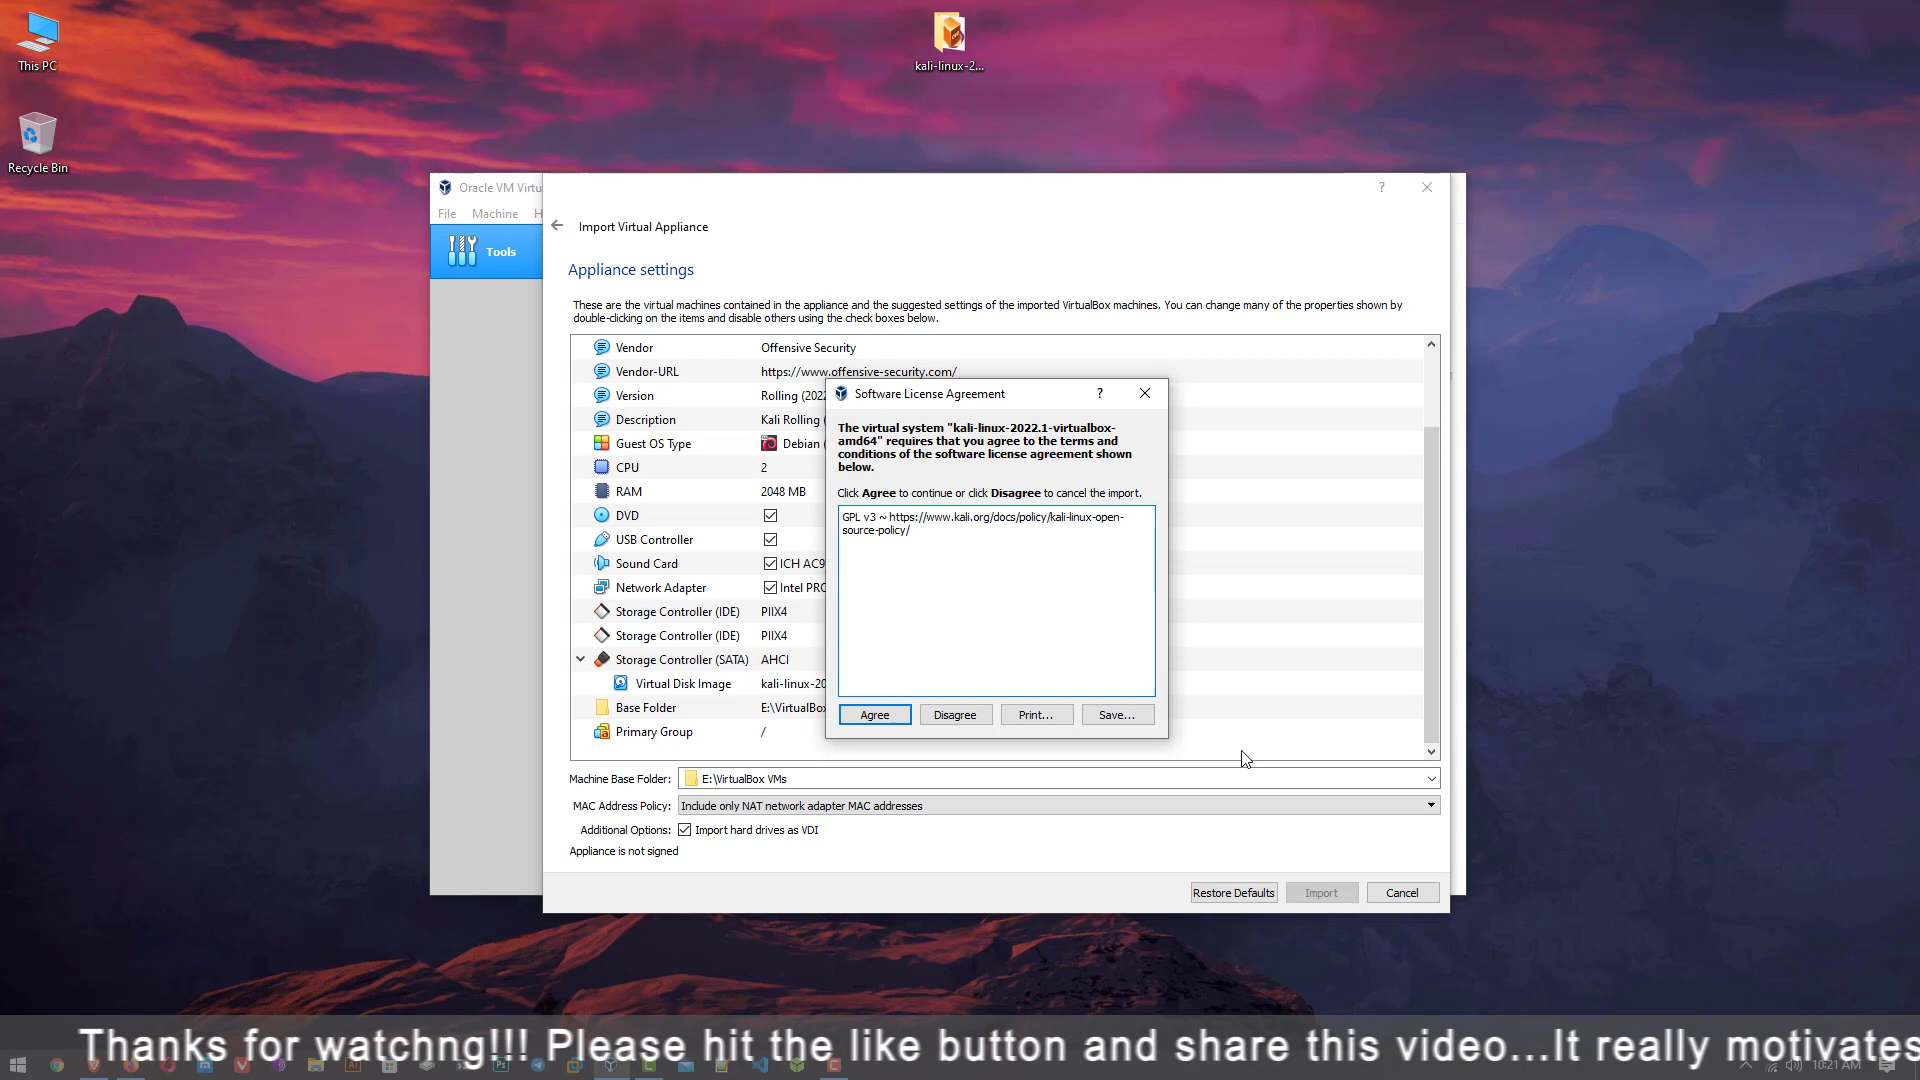 This PC
kali-linux-2...
Recycle Bin
Oracle VM Virtu
File Machine H
Tools
Import Virtual Appliance
Appliance settings
These are the virtual machines contained in the appliance and the suggested settings of the imported VirtualBox machines. You can change many of the properties shown by
double-clicking on the items and disable others using the check boxes below.
Vendor Offensive Security
Vendor-URL https://www.offensive-security.com/
Version Rolling (202
Description Kali Rolling (
Guest OS Type Debian (
CPU 2
RAM 2048 MB
DVD
USB Controller
Sound Card ICH AC9
Network Adapter Intel PRO
Storage Controller (IDE) PIIX4
Storage Controller (IDE) PIIX4
Storage Controller (SATA) AHCI
Virtual Disk Image kali-linux-20
Base Folder E:\VirtualBox
Primary Group /
Software License Agreement ?
The virtual system "kali-linux-2022.1-virtualbox-
amd64" requires that you agree to the terms and
conditions of the software license agreement shown
below.
Click Agree to continue or click Disagree to cancel the import.
GPL v3 ~ https://www.kali.org/docs/policy/kali-linux-open-
source-policy/
Agree Disagree Print... Save...
Machine Base Folder: E:\VirtualBox VMs
MAC Address Policy: Include only NAT network adapter MAC addresses
Additional Options: Import hard drives as VDI
Appliance is not signed
Restore Defaults Import Cancel
Thanks for watchng!!! Please hit the like button and share this video...It really motivates
10:21 AM